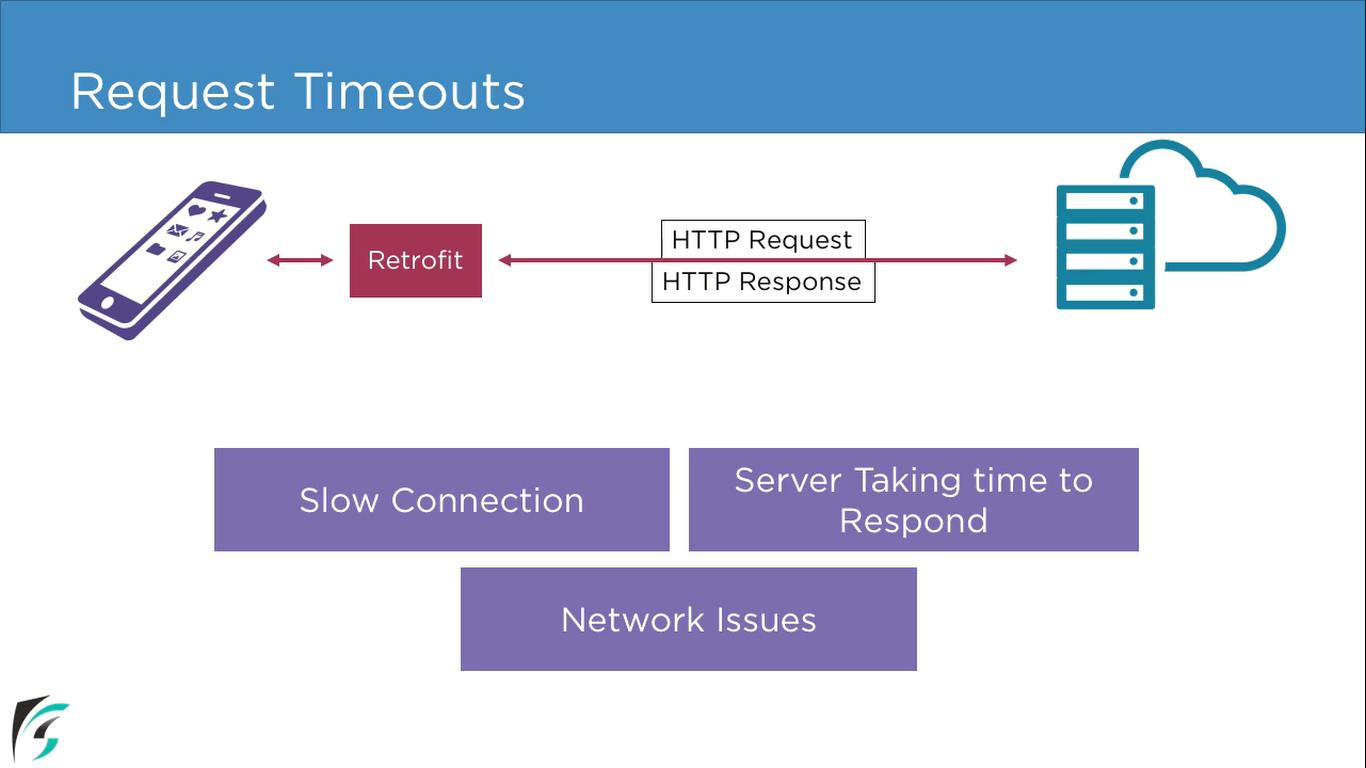 Request Timeouts
Retrofit
HTTP Request
HTTP Response
Slow Connection
Server Taking time to
Respond
Network Issues